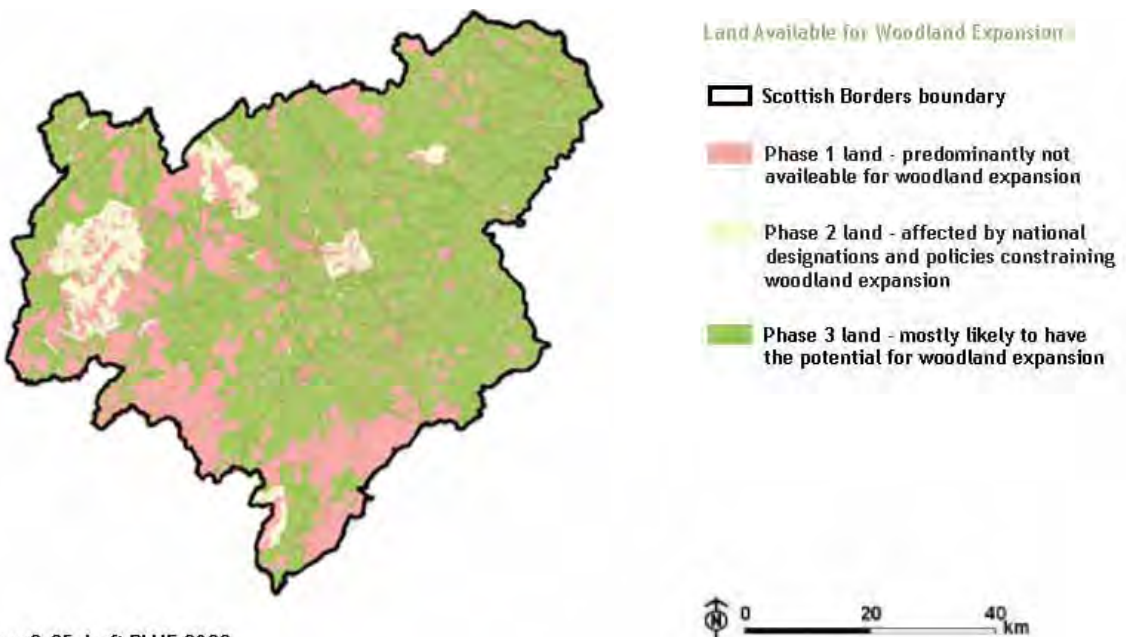 Land Available for Woodland Expansion
Scottish Borders boundary
Phase 1 land - predominantly not
availeable for woodland expansion
Phase 2 land - affected by national
designations and policies constraining
woodland expansion
Phase 3 land - mostly likely to have
the potential for woodland expansion
N 0 20 40
km